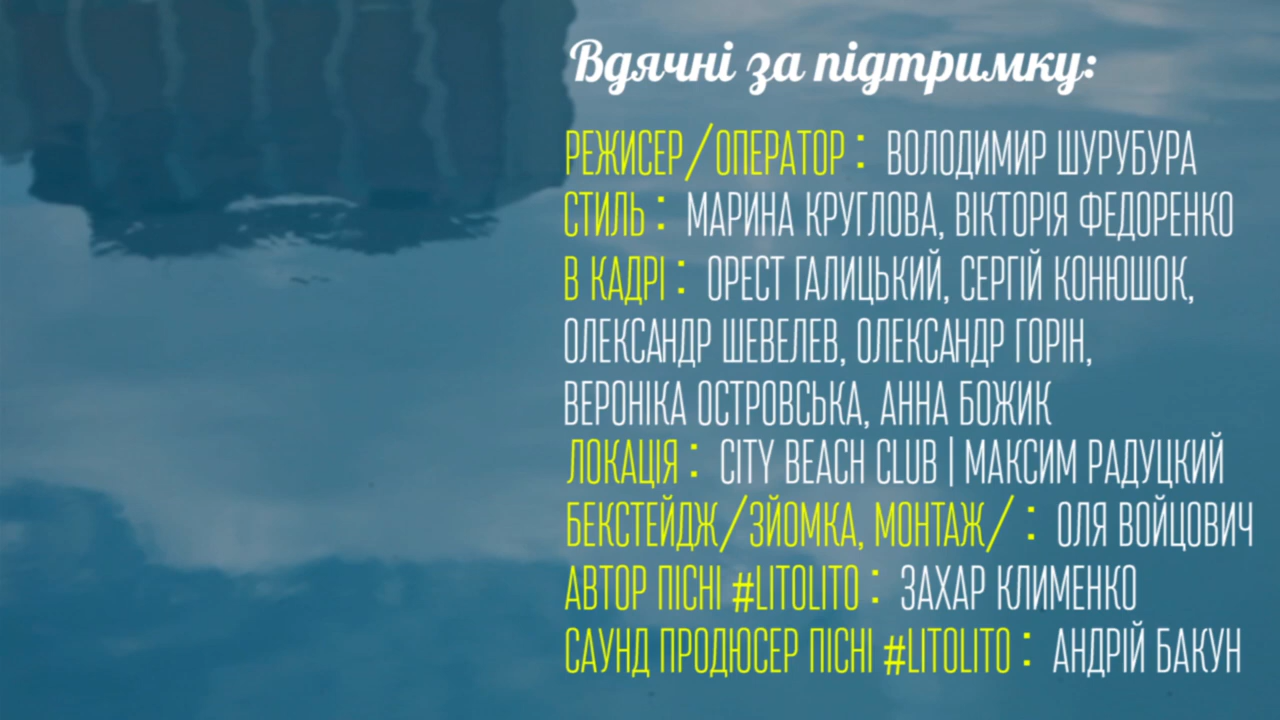 Вдячні за підтримку:
РЕЖИСЕР/ОПЕРАТОР : ВОЛОДИМИР ШУРУБУРА
СТИЛЬ : МАРИНА КРУГЛОВА, ВІКТОРІЯ ФЕДОРЕНКО
В КАДРІ : ОРЕСТ ГАЛИЦЬКИЙ, СЕРГІЙ КОНЮШОК,
ОЛЕКСАНДР ШЕВЕЛЕВ, ОЛЕКСАНДР ГОРІН,
ВЕРОНІКА ОСТРОВСЬКА, АННА БОЖИК
ЛОКАЦІЯ : CITY BEACH CLUB | МАКСИМ РАДУЦКИЙ
БЕКСТЕЙДЖ/ЗЙОМКА, МОНТАЖ/ : ОЛЯ ВОЙЦОВИЧ
АВТОР ПІСНІ #LITOLITO : ЗАХАР КЛИМЕНКО
САУНД ПРОДЮСЕР ПІСНІ #LITOLITO : АНДРІЙ БАКУН